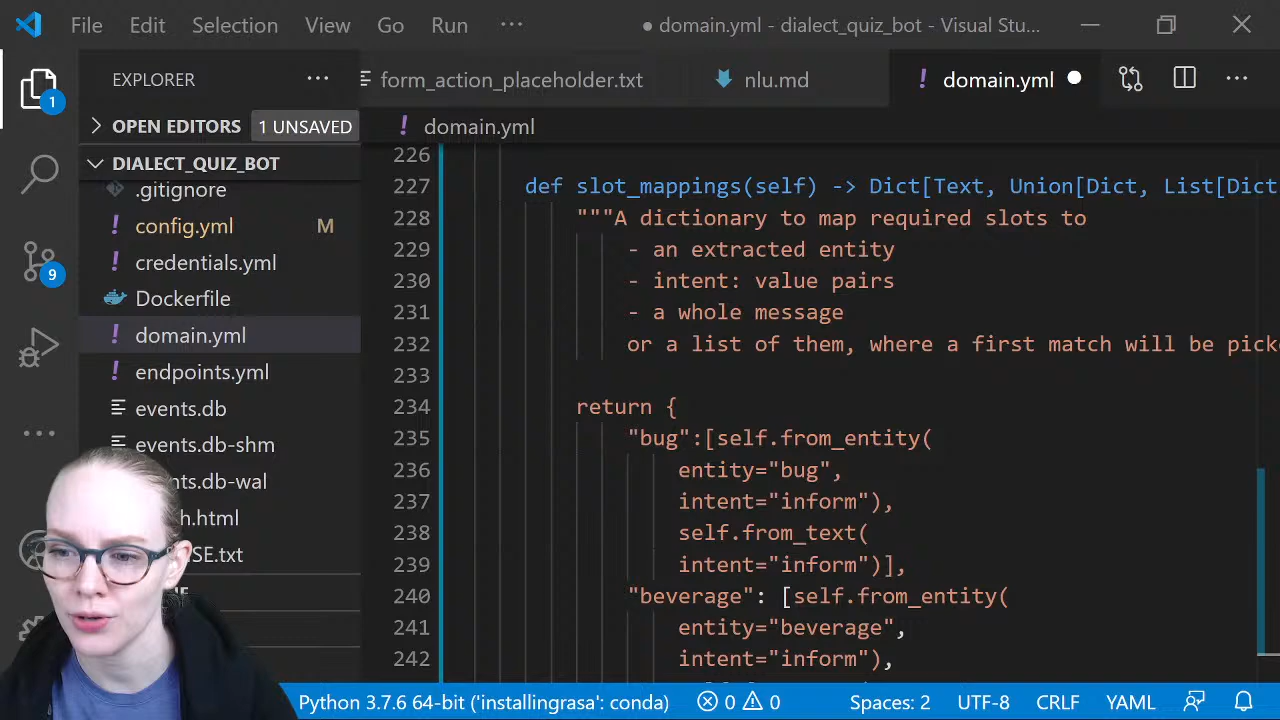 File Edit Selection View Go Run ··· ● domain.yml - dialect_quiz_bot - Visual Stu...
EXPLORER ···
form_action_placeholder.txt nlu.md ! domain.yml ● ···
1
OPEN EDITORS 1 UNSAVED
! domain.yml
DIALECT_QUIZ_BOT
.gitignore
! config.yml M
! credentials.yml
Dockerfile
! domain.yml
! endpoints.yml
events.db
events.db-shm
-wal
.html
.txt
9
226
227 def slot_mappings(self) -> Dict[Text, Union[Dict, List[Dict
228 """A dictionary to map required slots to
229 - an extracted entity
230 - intent: value pairs
231 - a whole message
232 or a list of them, where a first match will be
233
234 return {
235 "bug":[self.from_entity(
236 entity="bug",
237 intent="inform"),
238 self.from_text(
239 intent="inform")],
240 "beverage": [self.from_entity(
241 entity="beverage",
242 intent="inform"),
Python 3.7.6 64-bit ('installingrasa': conda) 0 0 Spaces: 2 UTF-8 CRLF YAML